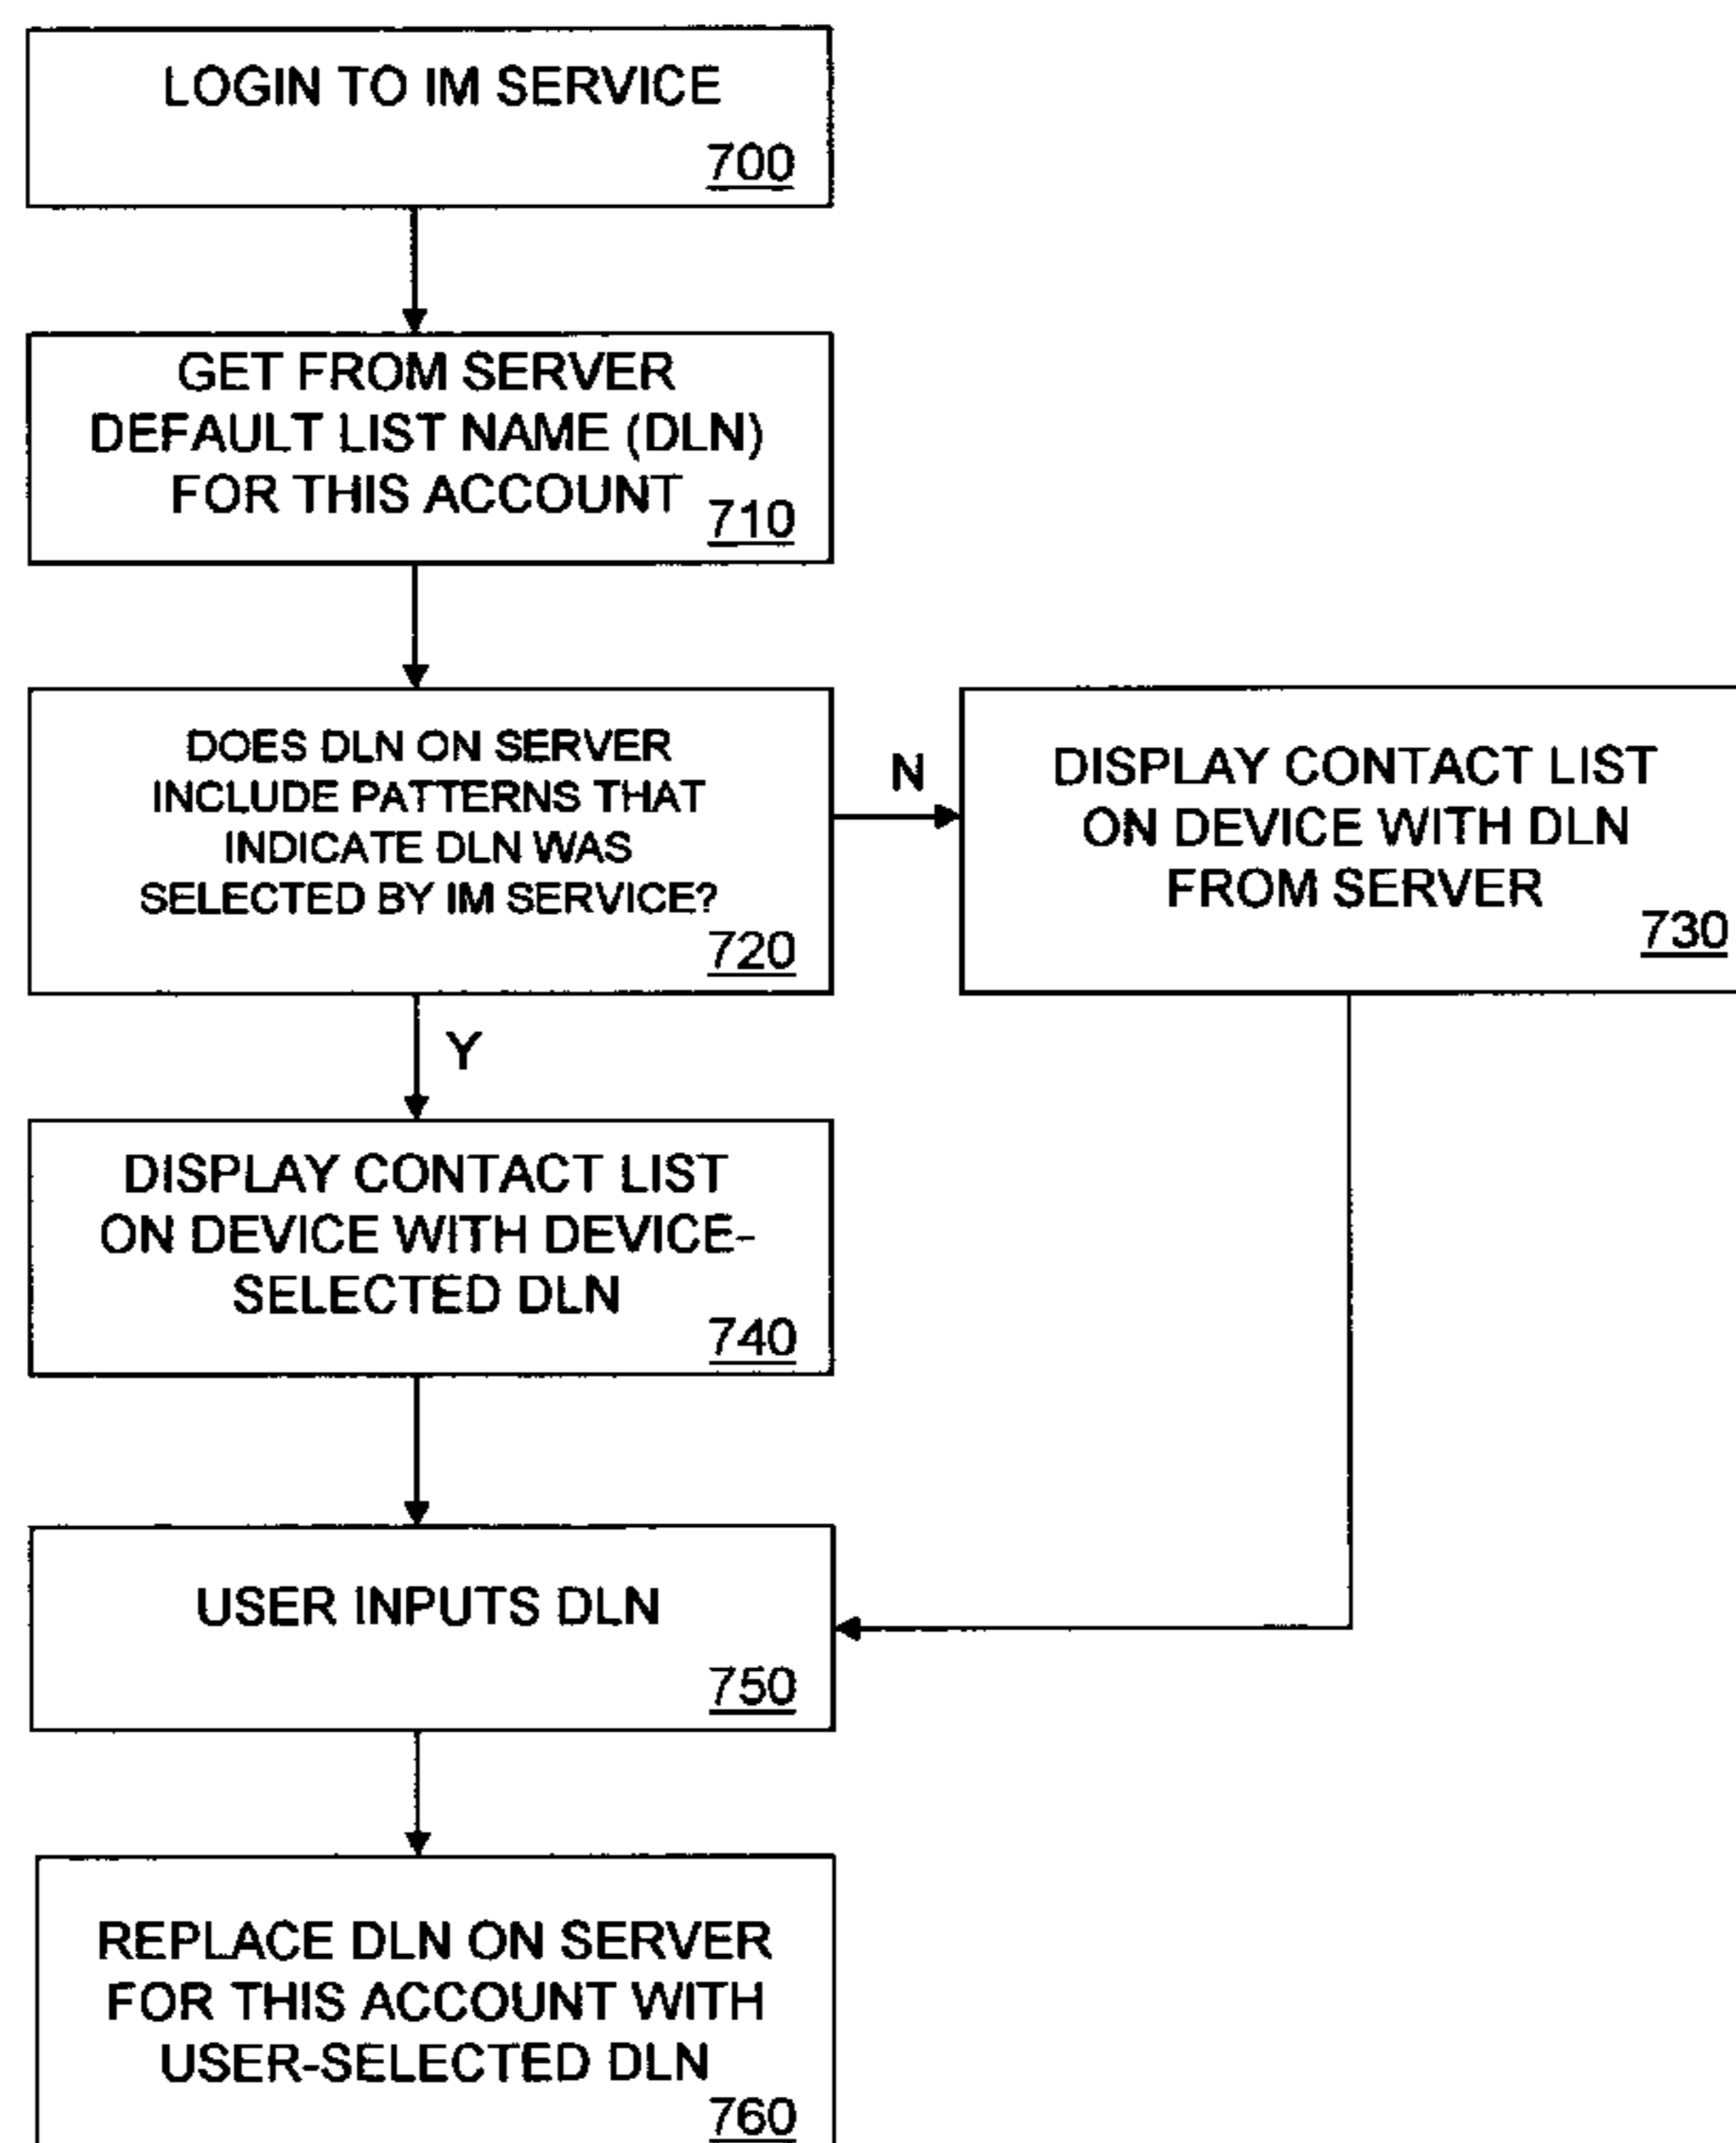 LOGIN TO IM SERVICE
700
GET FROM SERVER
DEFAULT LIST NAME (DLN)
FOR THIS ACCOUNT
710
DOES DLN ON SERVER
INCLUDE PATTERNS THAT
INDICATE DLN WAS
SELECTED BY IM SERVICE?
720
N
DISPLAY CONTACT LIST
ON DEVICE WITH DLN
FROM SERVER
730
Y
DISPLAY CONTACT LIST
ON DEVICE WITH DEVICE-
SELECTED DLN
740
USER INPUTS DLN
750
REPLACE DLN ON SERVER
FOR THIS ACCOUNT WITH
USER-SELECTED DLN
760